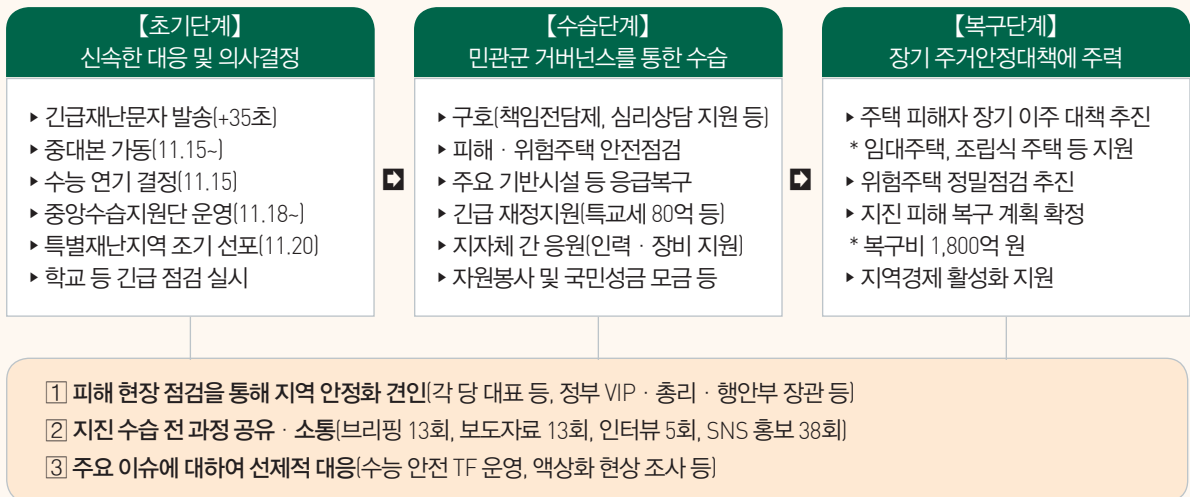 【초기단계】
신속한 대응 및 의사결정
▸ 긴급재난문자 발송(+35초)
▸ 중대본 가동(11.15~)
▸ 수능 연기 결정(11.15)
▸ 중앙수습지원단 운영(11.18~)
▸ 특별재난지역 조기 선포(11.20)
▸ 학교 등 긴급 점검 실시
【수습단계】
민관군 거버넌스를 통한 수습
▸ 구호(책임전담제, 심리상담 지원 등)
▸ 피해 · 위험주택 안전점검
▸ 주요 기반시설 등 응급복구
▸ 긴급 재정지원(특교세 80억 등)
▸ 지자체 간 응원(인력 · 장비 지원)
▸ 자원봉사 및 국민성금 모금 등
【복구단계】
장기 주거안정대책에 주력
▸ 주택 피해자 장기 이주 대책 추진
* 임대주택, 조립식 주택 등 지원
▸ 위험주택 정밀점검 추진
▸ 지진 피해 복구 계획 확정
* 복구비 1,800억 원
▸ 지역경제 활성화 지원
1 피해 현장 점검을 통해 지역 안정화 견인(각 당 대표 등, 정부 VIP · 총리 · 행안부 장관 등)
2 지진 수습 전 과정 공유 · 소통(브리핑 13회, 보도자료 13회, 인터뷰 5회, SNS 홍보 38회)
3 주요 이슈에 대하여 선제적 대응(수능 안전 TF 운영, 액상화 현상 조사 등)